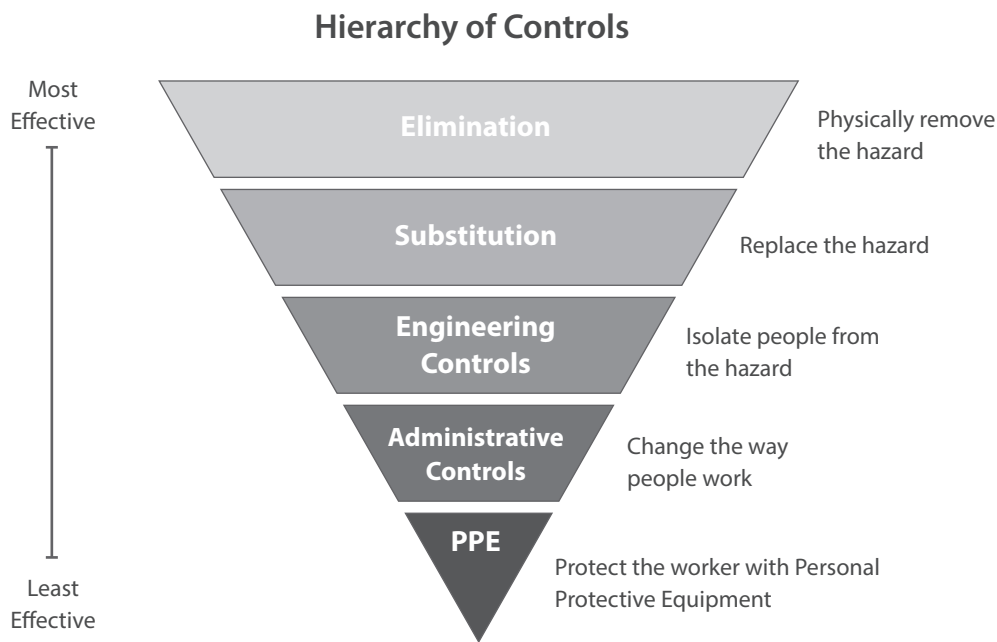 Hierarchy of Controls
Most
Effective
Elimination
Physically remove
the hazard
Substitution
Replace the hazard
Engineering
Controls
Isolate people from
the hazard
Administrative
Controls
Change the way
people work
PPE
Protect the worker with Personal
Protective Equipment
Least
Effective